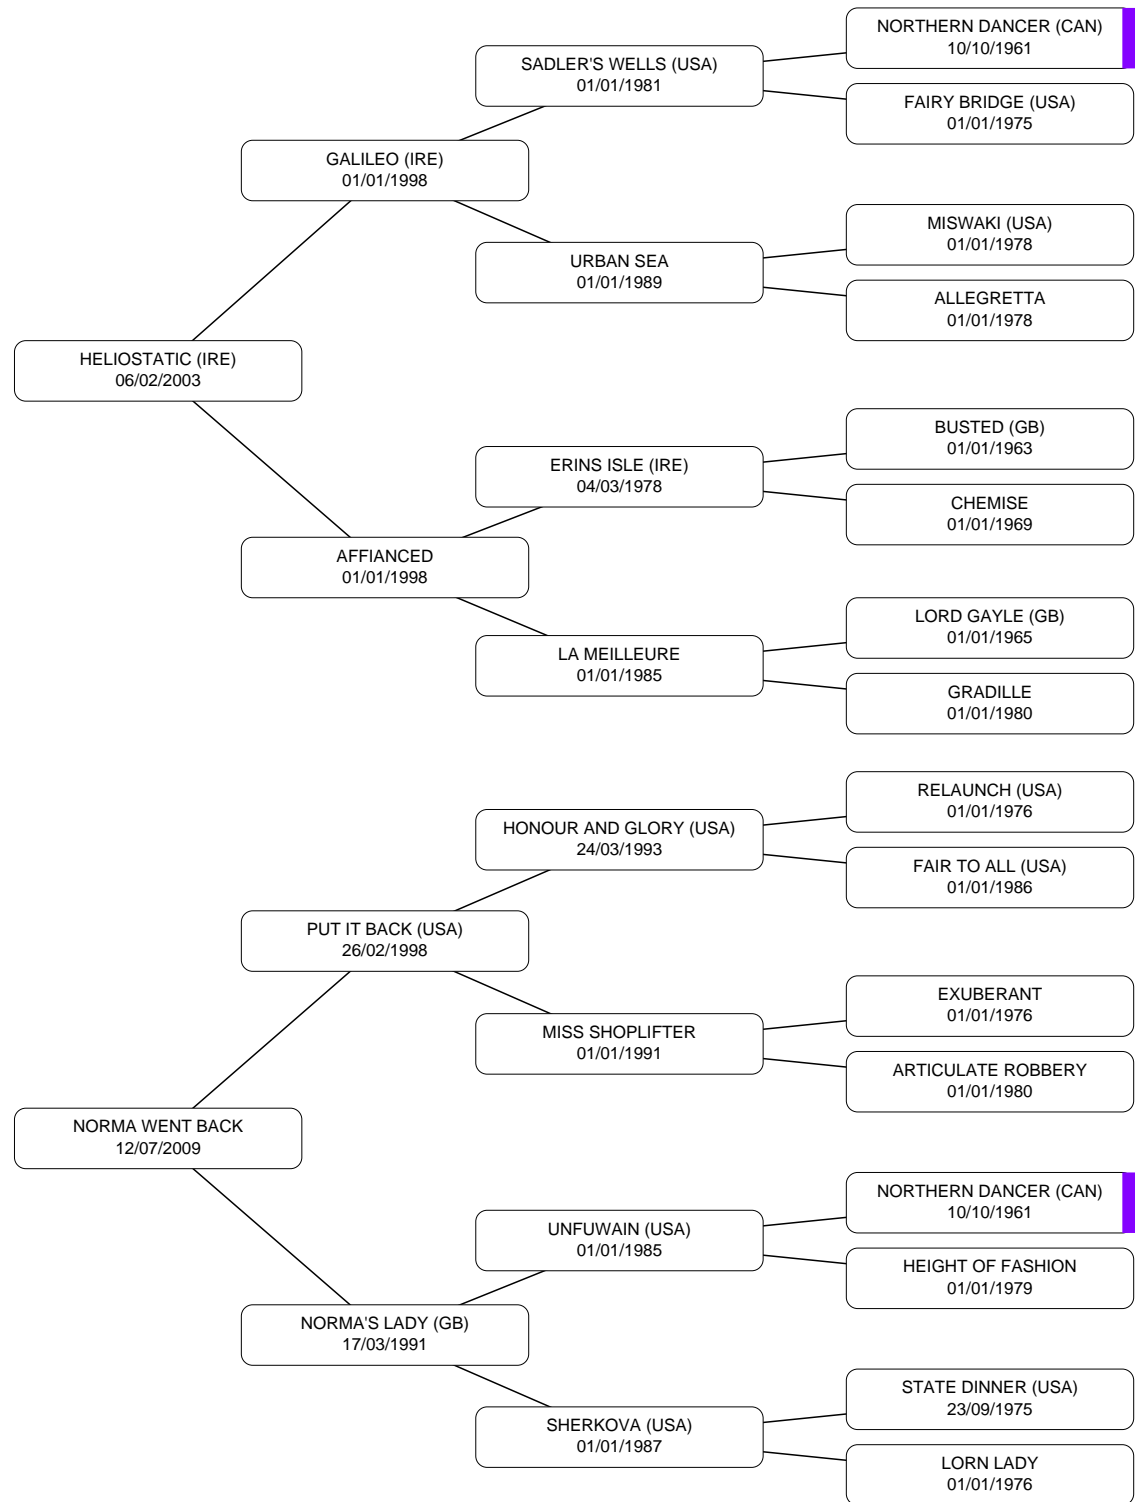 NORTHERN DANCER (CAN)
10/10/1961
SADLER'S WELLS (USA)
01/01/1981
FAIRY BRIDGE (USA)
01/01/1975
GALILEO (IRE)
01/01/1998
MISWAKI (USA)
01/01/1978
URBAN SEA
01/01/1989
ALLEGRETTA
01/01/1978
HELIOSTATIC (IRE)
06/02/2003
BUSTED (GB)
01/01/1963
ERINS ISLE (IRE)
04/03/1978
CHEMISE
01/01/1969
AFFIANCED
01/01/1998
LORD GAYLE (GB)
01/01/1965
LA MEILLEURE
01/01/1985
GRADILLE
01/01/1980
RELAUNCH (USA)
01/01/1976
HONOUR AND GLORY (USA)
24/03/1993
FAIR TO ALL (USA)
01/01/1986
PUT IT BACK (USA)
26/02/1998
EXUBERANT
01/01/1976
MISS SHOPLIFTER
01/01/1991
ARTICULATE ROBBERY
01/01/1980
NORMA WENT BACK
12/07/2009
NORTHERN DANCER (CAN)
10/10/1961
UNFUWAIN (USA)
01/01/1985
HEIGHT OF FASHION
01/01/1979
NORMA'S LADY (GB)
17/03/1991
STATE DINNER (USA)
23/09/1975
SHERKOVA (USA)
01/01/1987
LORN LADY
01/01/1976